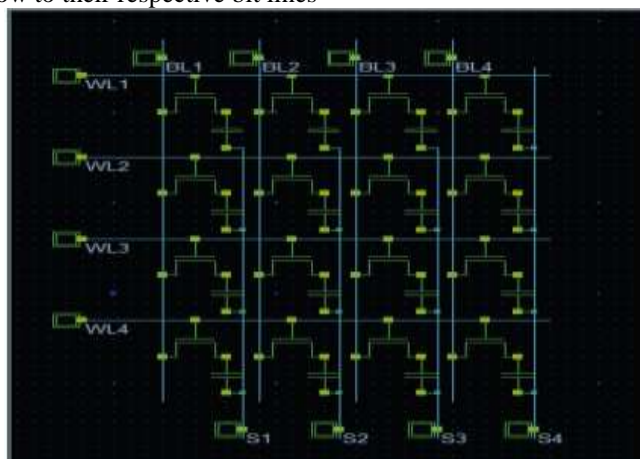 to their respective bit lines
BL1 BL2 BL3 BL4
WL1
WL2
WL3
WL4
S1 S2 S3 S4